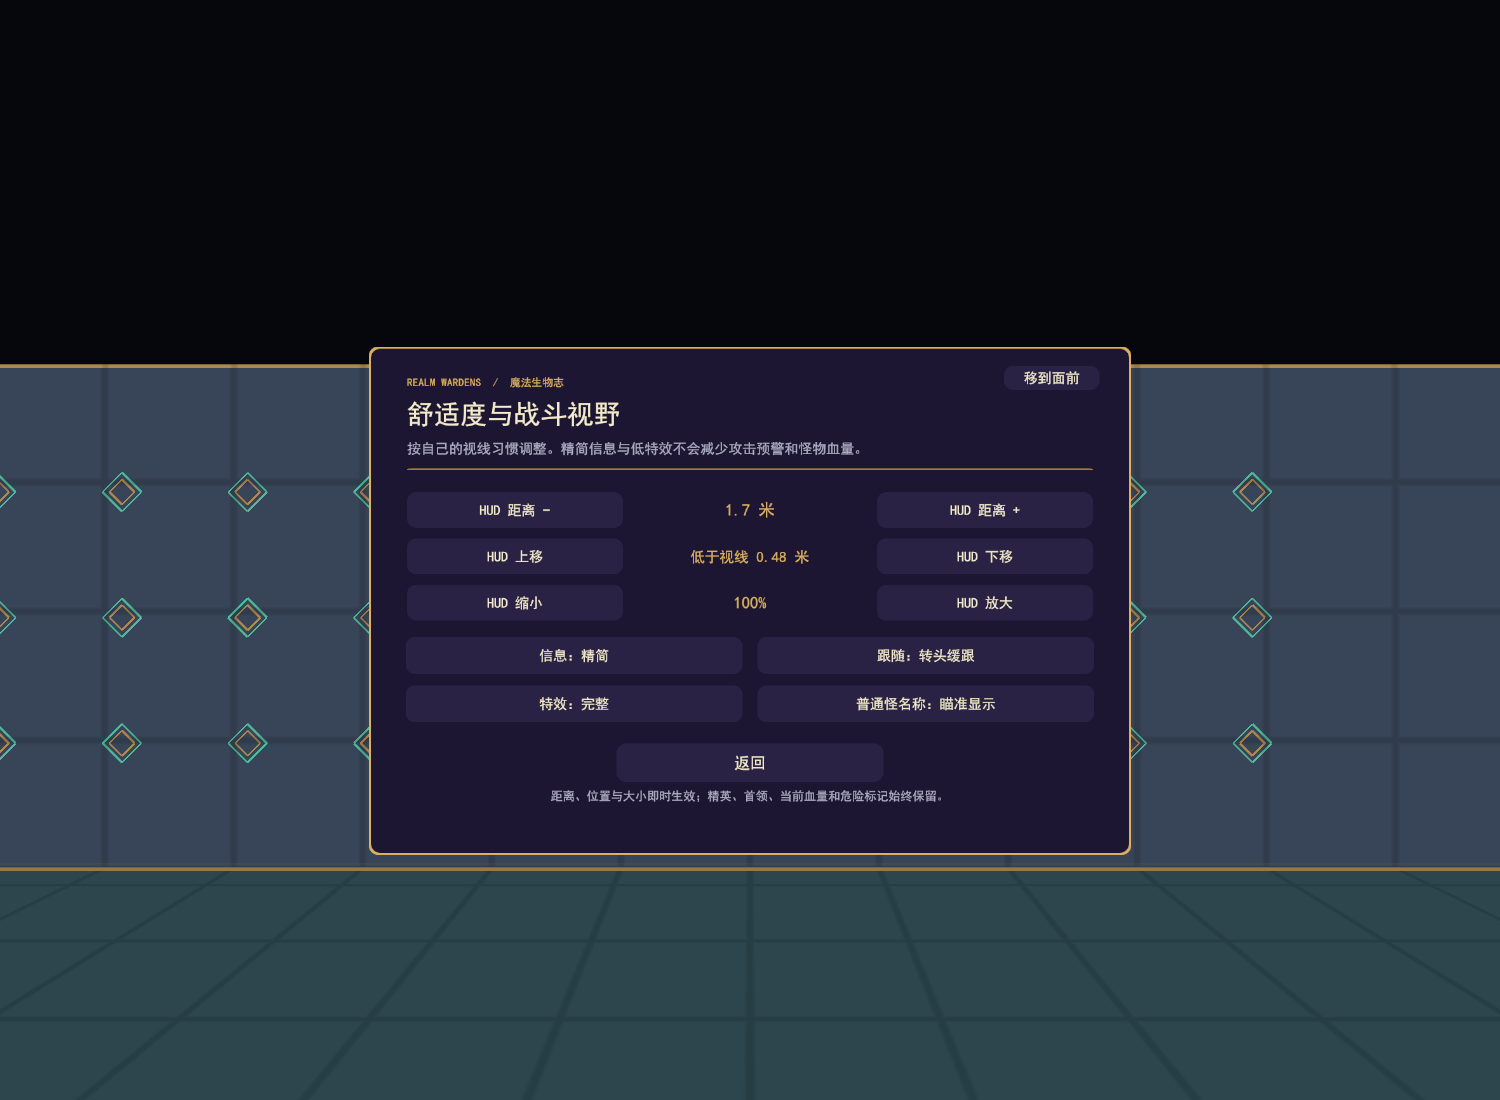 REALM WARDENS / 魔法生物志
移到面前
舒适度与战斗视野
按自己的视线习惯调整。精简信息与低特效不会减少攻击预警和怪物血量。
HUD 距离 - 1.7 米 HUD 距离 +
HUD 上移 低于视线 0.48 米 HUD 下移
HUD 缩小 100% HUD 放大
信息: 精简 跟随: 转头缓跟
特效: 完整 普通怪名称: 瞄准显示
返回
距离、位置与大小即时生效; 精英、首领、当前血量和危险标记始终保留。